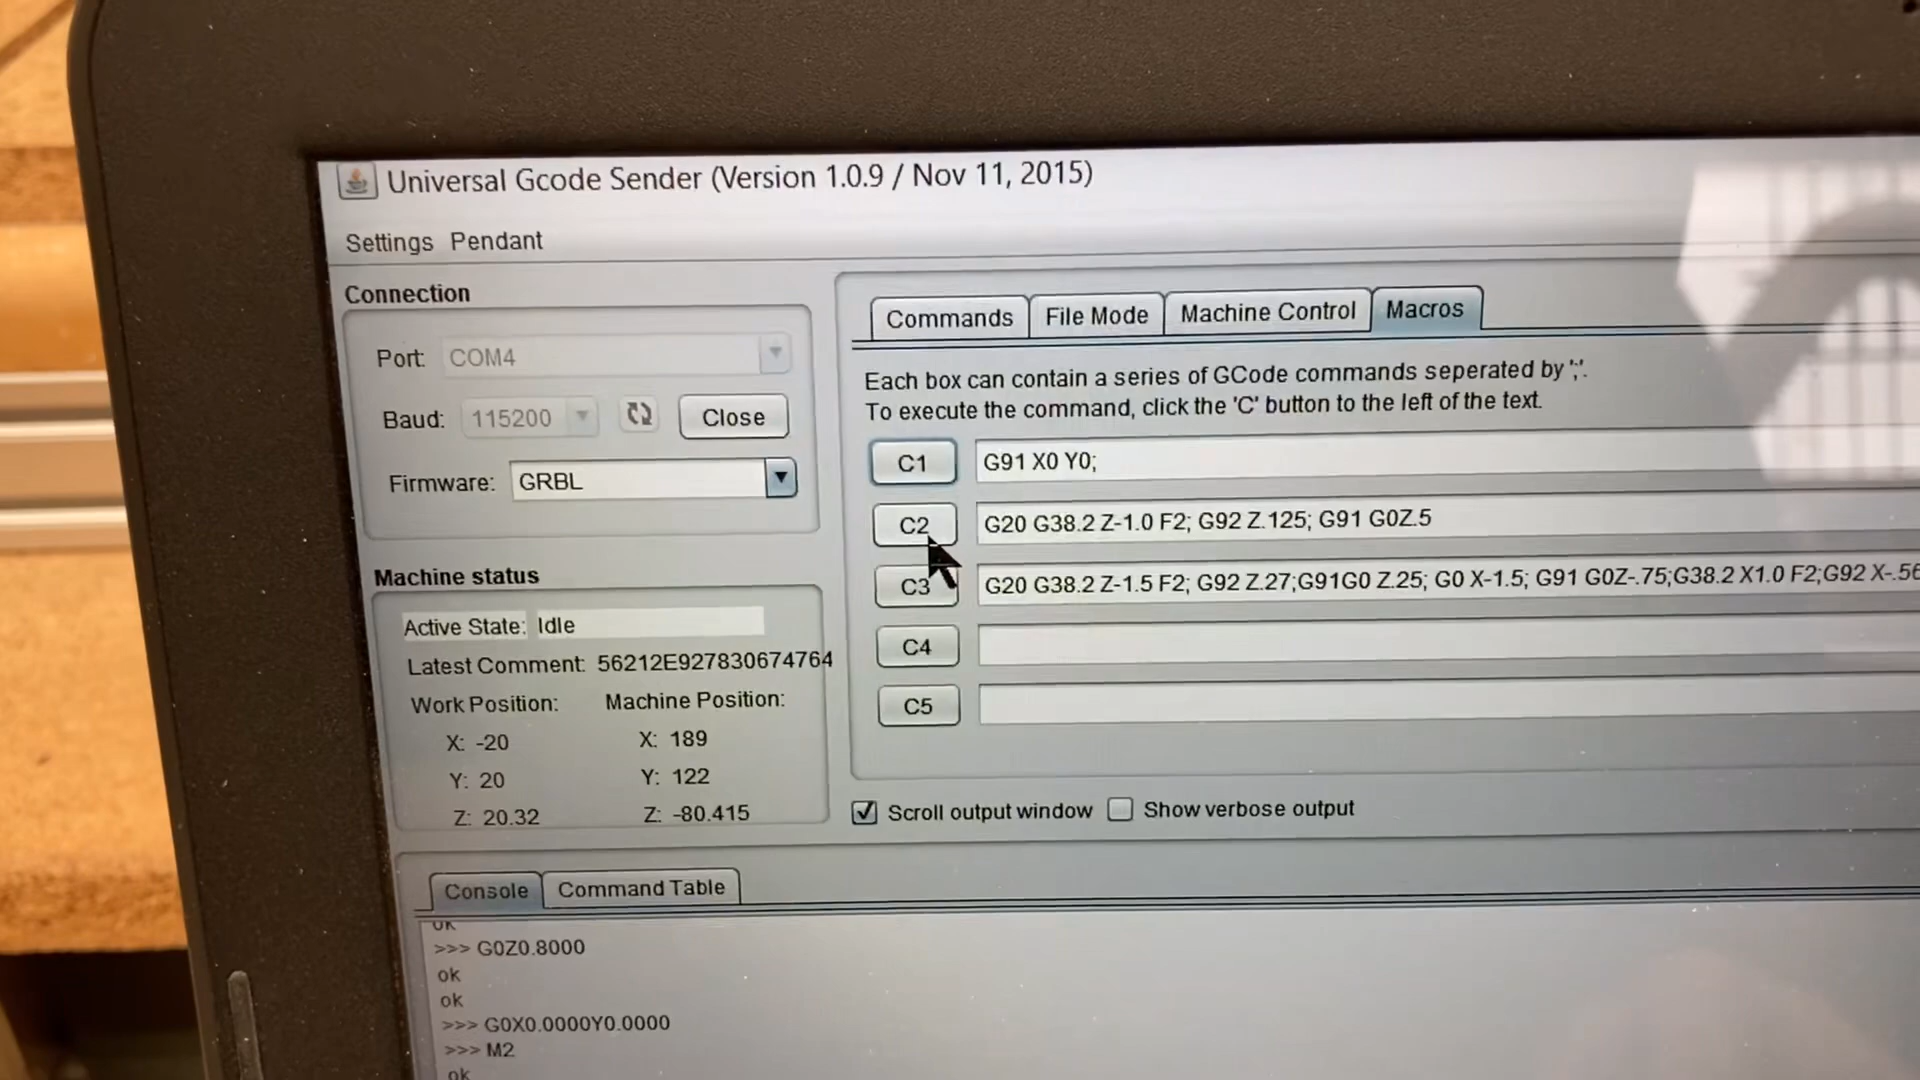 Universal Gcode Sender (Version 1.0.9 / Nov 11, 2015)
Settings Pendant
Connection
Port: COM4
Baud: 115200 Close
Firmware: GRBL
Machine status
Active State: Idle
Latest Comment: 56212E927830674764
Work Position: Machine Position:
X: -20 X: 189
Y: 20 Y: 122
Z: 20.32 Z: -80.415
Commands File Mode Machine Control Macros
Each box can contain a series of GCode commands seperated by ';'.
To execute the command, click the 'C' button to the left of the text.
C1 G91 X0 Y0;
C2 G20 G38.2 Z-1.0 F2; G92 Z.125; G91 G0Z.5
C3 G20 G38.2 Z-1.5 F2; G92 Z.27;G91G0 Z.25; G0 X-1.5; G91 G0Z-.75;G38.2 X1.0 F2;G92 X-.56
C4
C5
Scroll output window Show verbose output
Console Command Table
ok
>>> G0Z0.8000
ok
ok
>>> G0X0.0000Y0.0000
>>> M2
ok